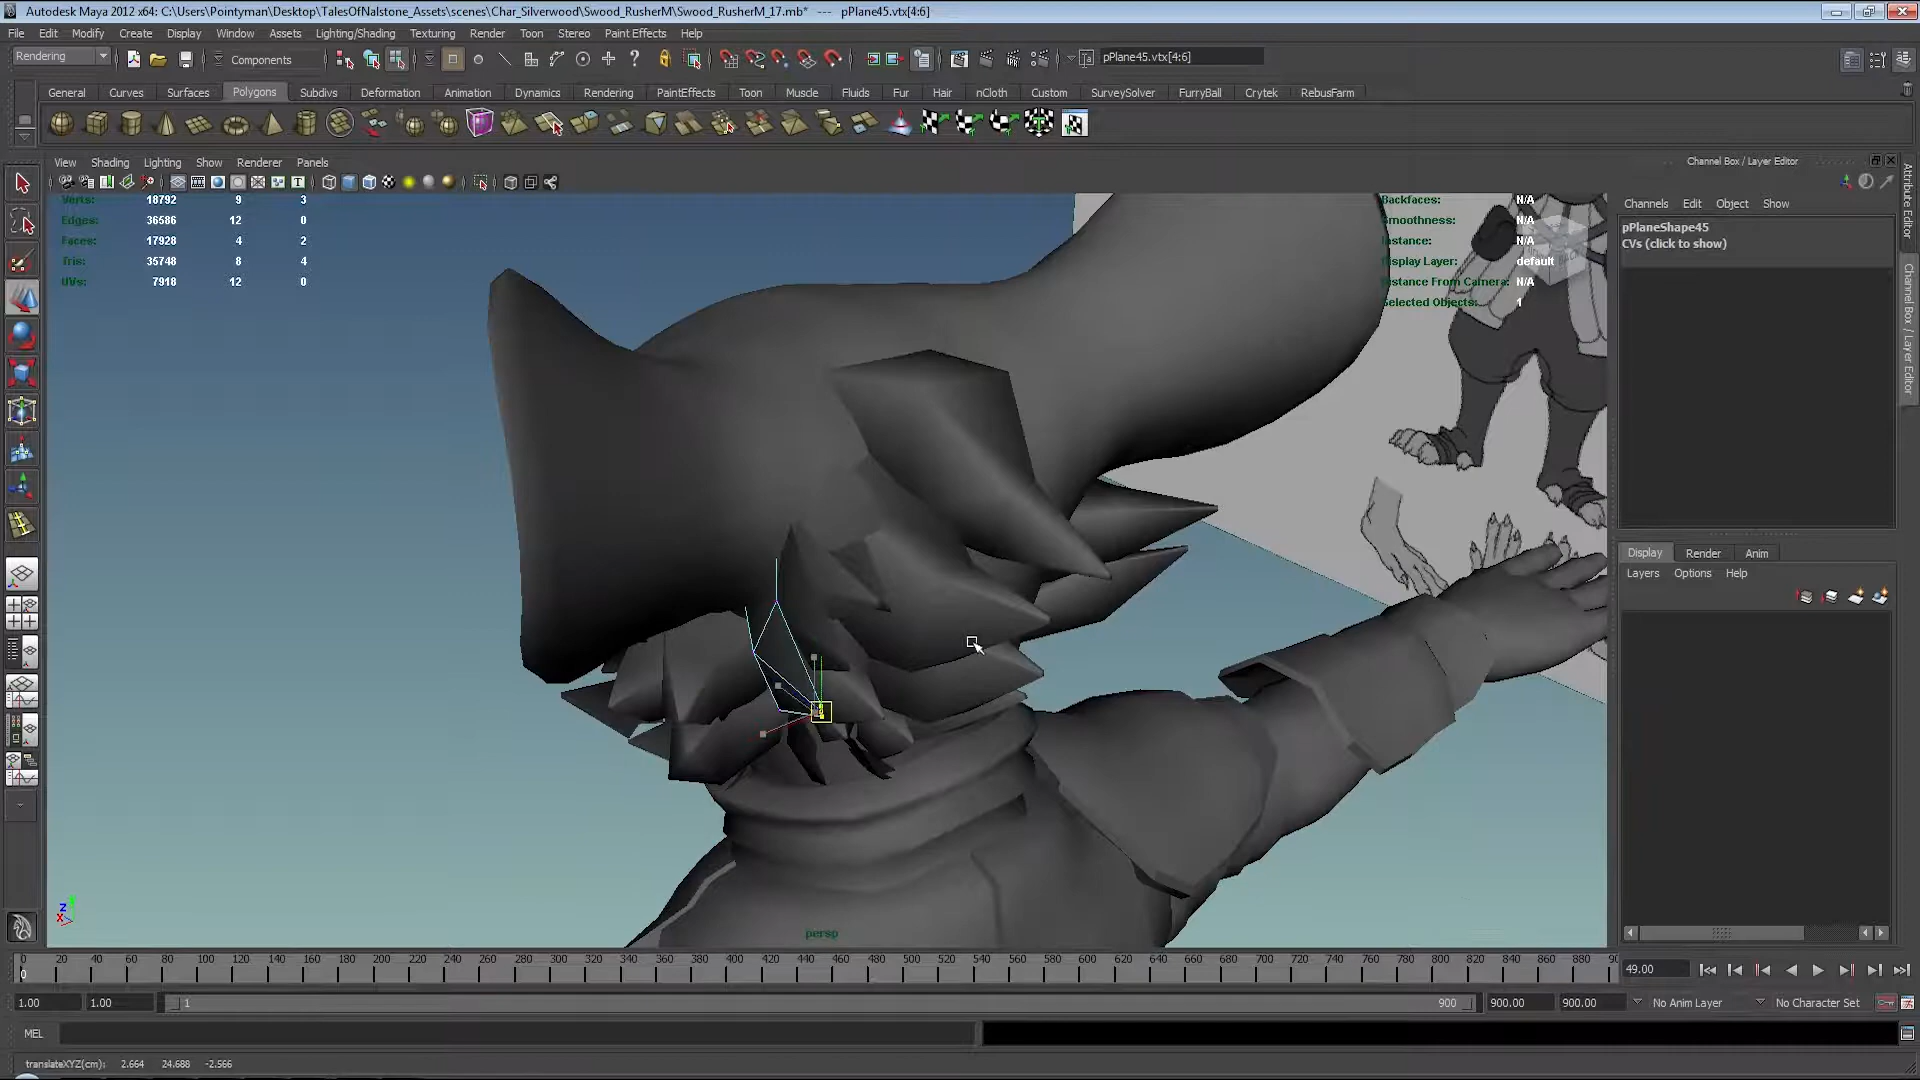 Autodesk Maya 2012 x64: C:\Users\Pointyman\Desktop\TalesOfNalstone_Assets\scenes\Char_Silverwood\Swood_RusherM\Swood_RusherM_17.mb* --- pPlane45.vtx[4:6]
File Edit Modify Create Display Window Assets Lighting/Shading Texturing Render Toon Stereo Paint Effects Help
Rendering Components pPlane45.vtx[4:6]
General Curves Surfaces Polygons Subdivs Deformation Animation Dynamics Rendering PaintEffects Toon Muscle Fluids Fur Hair nCloth Custom SurveySolver FurryBall Crytek RebusFarm
View Shading Lighting Show Renderer Panels
Channel Box / Layer Editor
Channels Edit Object Show
pPlaneShape45
CVs (click to show)
Verts: 18792 9 3
Edges: 36586 12 0
Faces: 17928 4 2
Tris: 35748 8 4
UVs: 7918 12 0
Backfaces: N/A
Smoothness: N/A
Instance: N/A
Display Layer: default
Distance From Camera: N/A
Selected Objects: 1
Attribute Editor
Channel Box / Layer Editor
Display Render Anim
Layers Options Help
persp
Z
X
0 20 40 60 80 100 120 140 160 180 200 220 240 260 280 300 320 340 360 380 400 420 440 460 480 500 520 540 560 580 600 620 640 660 680 700 720 740 760 780 800 820 840 860 880 90
0
49.00
1.00 1.00 1 900 900.00 900.00 No Anim Layer No Character Set
MEL
translateXYZ(cm): 2.664 24.688 -2.566